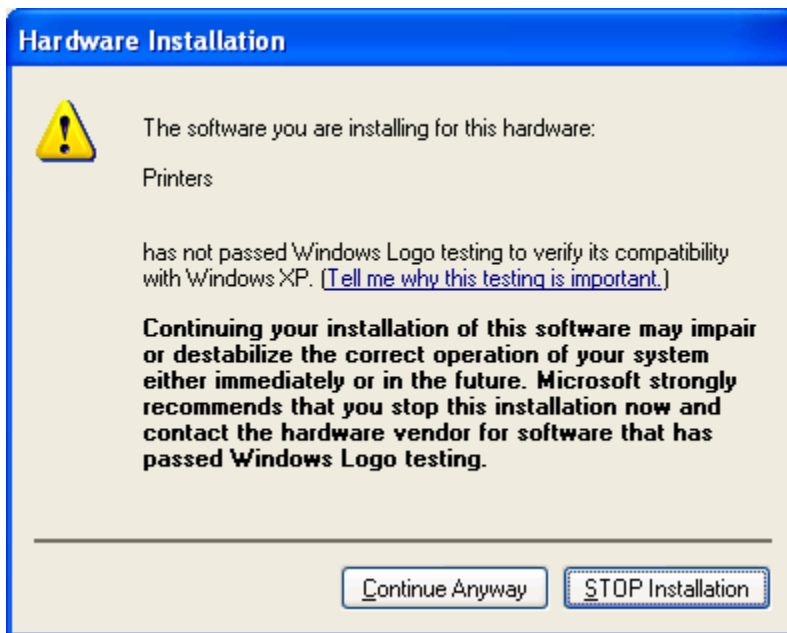 Hardware Installation
The software you are installing for this hardware:
Printers
has not passed Windows Logo testing to verify its compatibility
with Windows XP. (Tell me why this testing is important.)
Continuing your installation of this software may impair
or destabilize the correct operation of your system
either immediately or in the future. Microsoft strongly
recommends that you stop this installation now and
contact the hardware vendor for software that has
passed Windows Logo testing.
Continue Anyway
STOP Installation